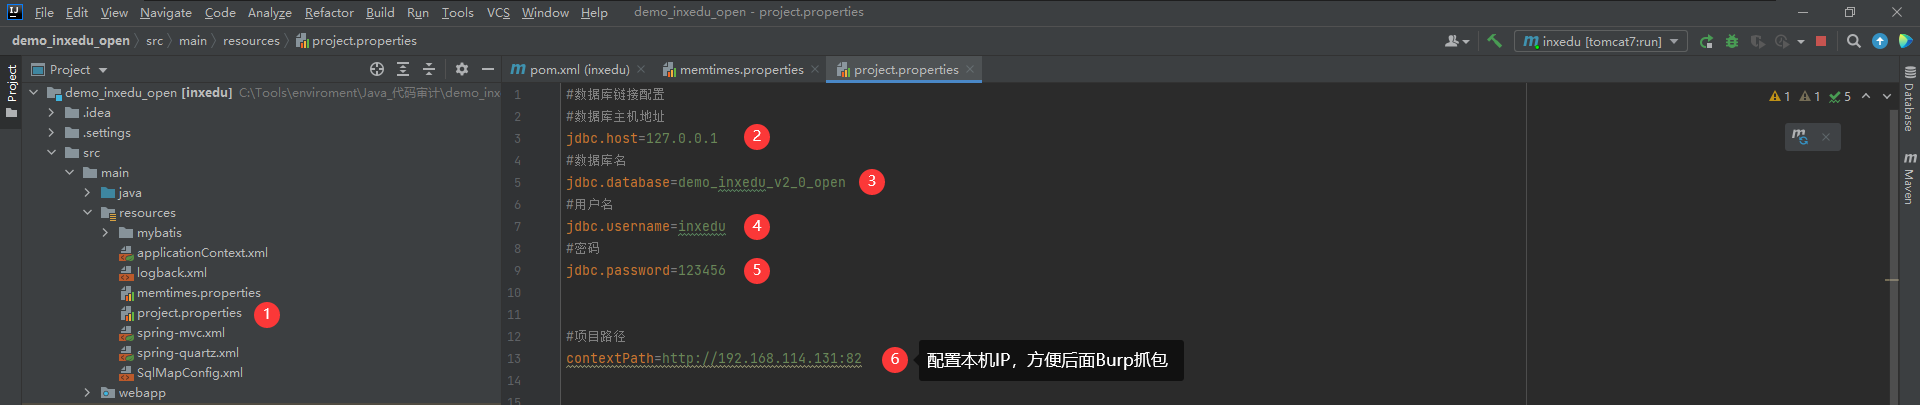 File Edit View Navigate Code Analyze Refactor Build Run Tools VCS Window Help demo_inxedu_open - project.properties
demo_inxedu_open src main resources project.properties
inxedu [tomcat7:run]
Project
pom.xml (inxedu) memtimes.properties project.properties
Project
demo_inxedu_open [inxedu] C:\Tools\enviroment\Java_代码审计\demo_inx
.idea
.settings
src
main
java
resources
mybatis
applicationContext.xml
logback.xml
memtimes.properties
project.properties 1
spring-mvc.xml
spring-quartz.xml
SqlMapConfig.xml
webapp
1 #数据库链接配置
2 #数据库主机地址
3 jdbc.host=127.0.0.1 2
4 #数据库名
5 jdbc.database=demo_inxedu_v2_0_open 3
6 #用户名
7 jdbc.username=inxedu 4
8 #密码
9 jdbc.password=123456 5
10
11
12 #项目路径
13 contextPath=http://192.168.114.131:82 6 配置本机IP，方便后面Burp抓包
14
15
1 1 5
Database
Maven